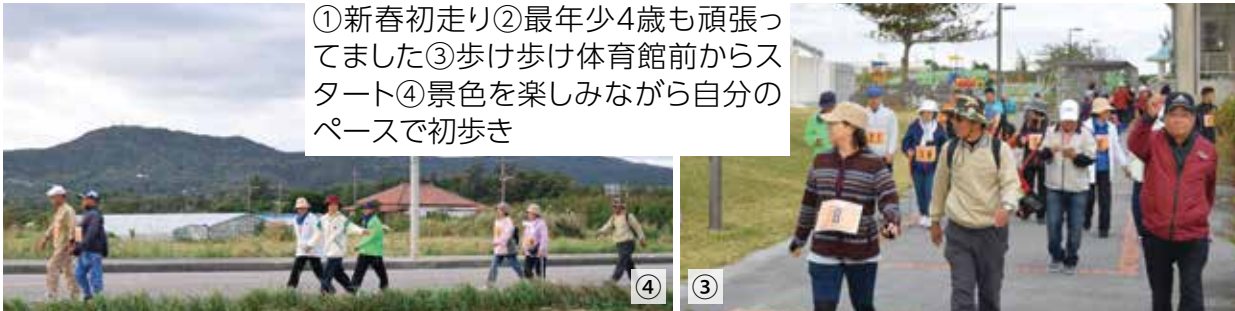 ①新春初走り②最年少4歳も頑張っ
てました③歩け歩け体育館前からス
タート④景色を楽しみながら自分の
ペースで初歩き
④
③